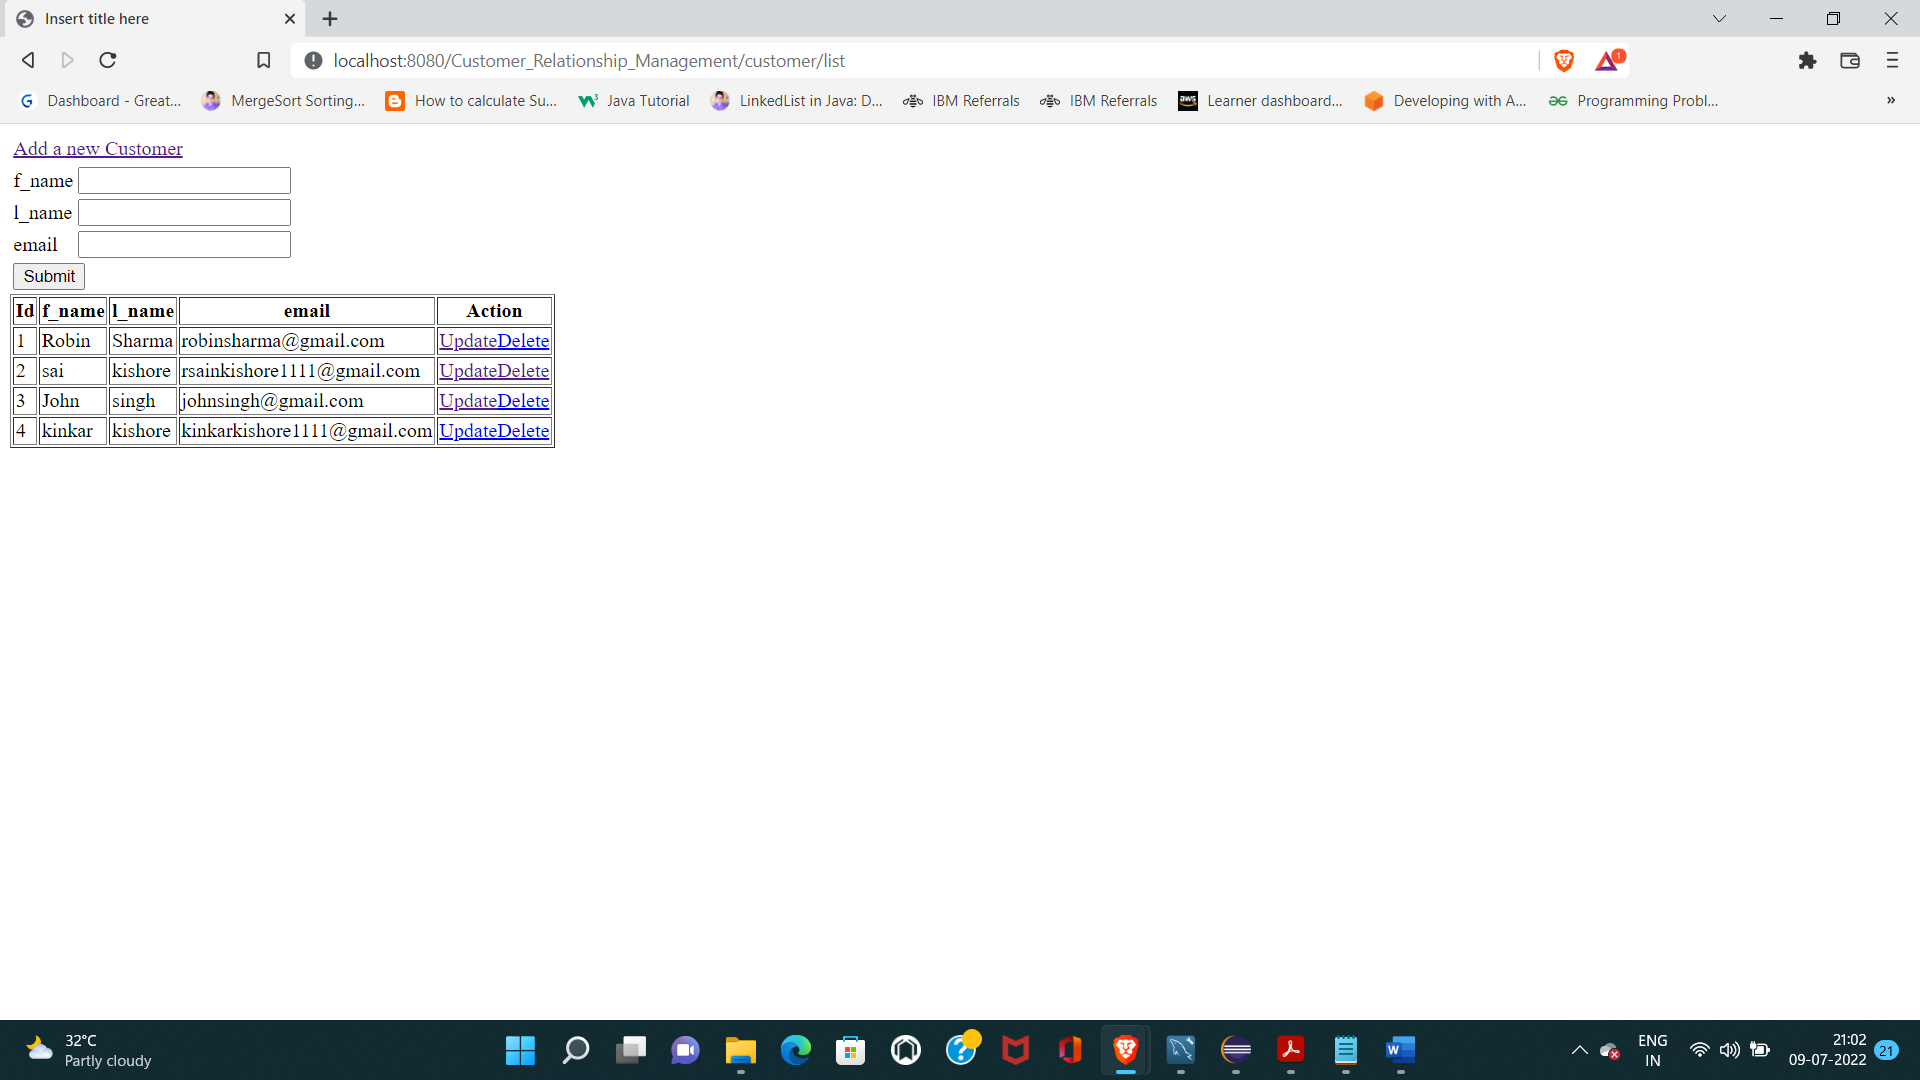 Insert title here
localhost:8080/Customer_Relationship_Management/customer/list
1
Dashboard - Great... MergeSort Sorting... How to calculate Su... Java Tutorial LinkedList in Java: D... IBM Referrals IBM Referrals Learner dashboard... Developing with A... Programming Probl... »
Add a new Customer
f_name
l_name
email
Submit
Id f_name l_name email Action
1 Robin Sharma robinsharma@gmail.com UpdateDelete
2 sai kishore rsainkishore1111@gmail.com UpdateDelete
3 John singh johnsingh@gmail.com UpdateDelete
4 kinkar kishore kinkarkishore1111@gmail.com UpdateDelete
32°C
Partly cloudy
ENG
IN
21:02
09-07-2022
21